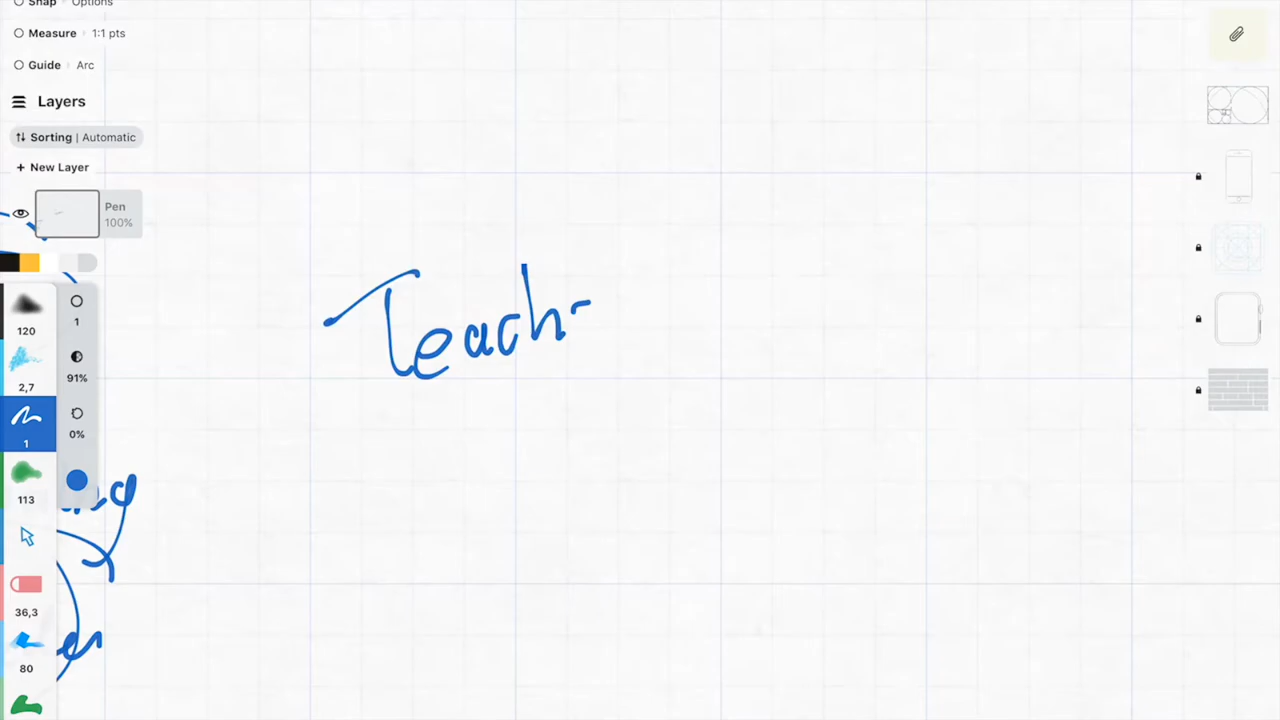 Snap › Options
Measure › 1:1 pts
Guide › Arc
Layers
Sorting | Automatic
+ New Layer
Pen
100%
120
1
2,7
91%
1
0%
113
36,3
80
Teach